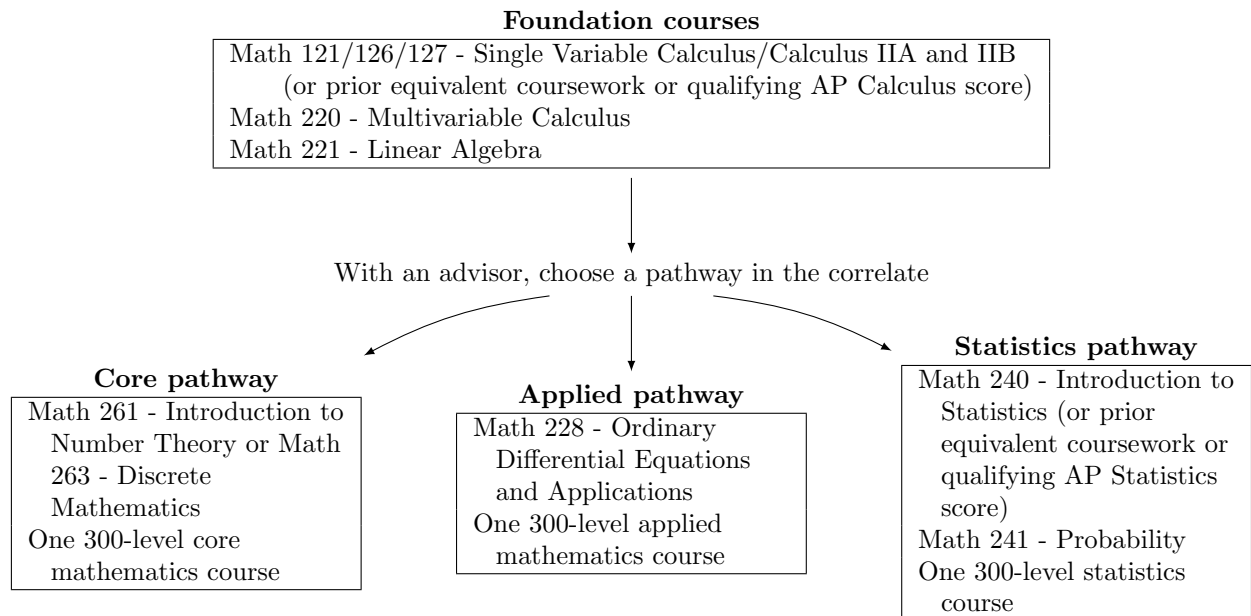 Foundation courses
Math 121/126/127 - Single Variable Calculus/Calculus IIA and IIB
(or prior equivalent coursework or qualifying AP Calculus score)
Math 220 - Multivariable Calculus
Math 221 - Linear Algebra
With an advisor, choose a pathway in the correlate
Core pathway
Math 261 - Introduction to
Number Theory or Math
263 - Discrete
Mathematics
One 300-level core
mathematics course
Applied pathway
Math 228 - Ordinary
Differential Equations
and Applications
One 300-level applied
mathematics course
Statistics pathway
Math 240 - Introduction to
Statistics (or prior
equivalent coursework or
qualifying AP Statistics
score)
Math 241 - Probability
One 300-level statistics
course